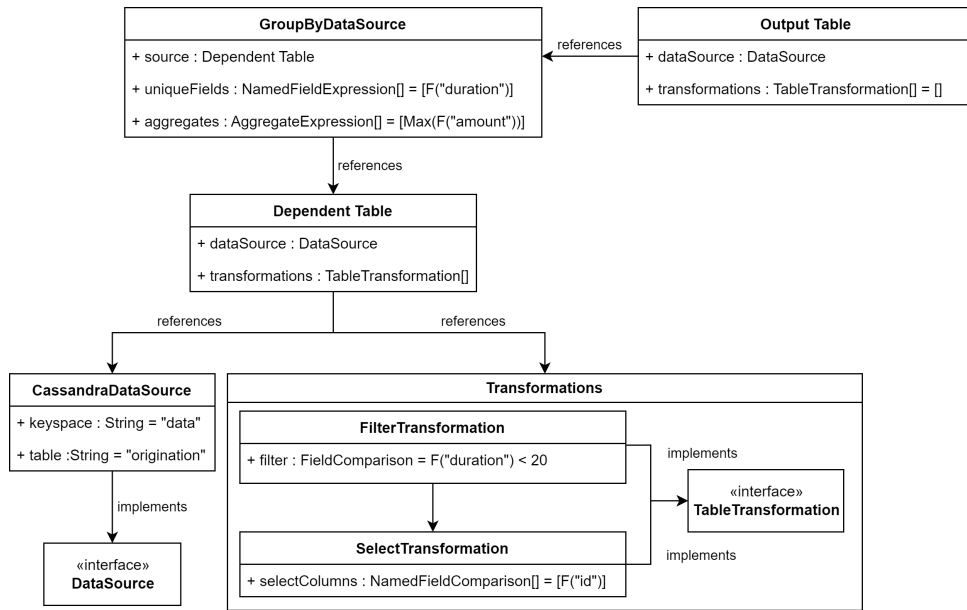 GroupByDataSource
+ source : Dependent Table
+ uniqueFields : NamedFieldExpression[] = [F("duration")]
+ aggregates : AggregateExpression[] = [Max(F("amount"))]
references
Output Table
+ dataSource : DataSource
+ transformations : TableTransformation[] = []
references
Dependent Table
+ dataSource : DataSource
+ transformations : TableTransformation[]
references
references
CassandraDataSource
+ keyspace : String = "data"
+ table :String = "origination"
implements
«interface»
DataSource
Transformations
FilterTransformation
+ filter : FieldComparison = F("duration") < 20
implements
«interface»
TableTransformation
SelectTransformation
+ selectColumns : NamedFieldComparison[] = [F("id")]
implements